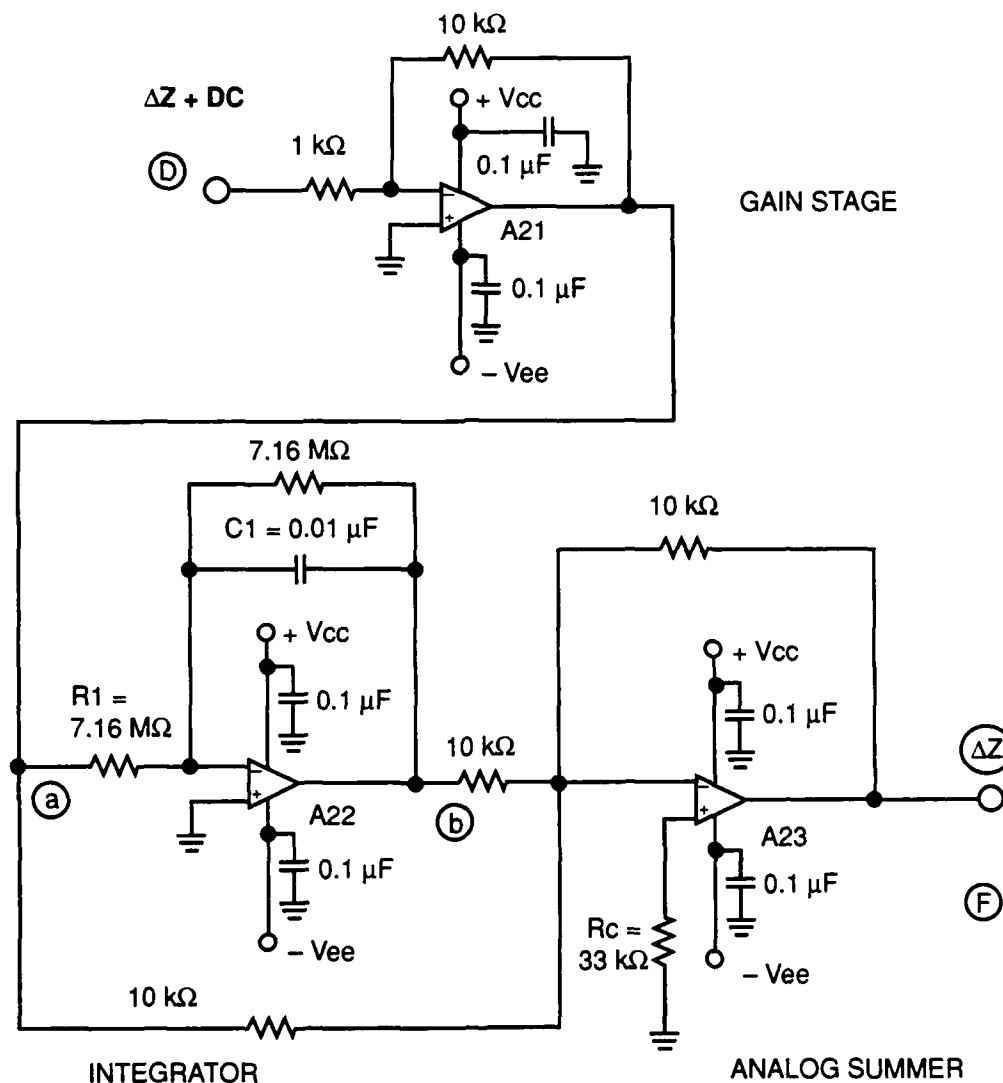 10 kΩ
ΔZ + DC
+ Vcc
1 kΩ
0.1 µF
D
−
+
A21
GAIN STAGE
0.1 µF
– Vee
7.16 MΩ
C1 = 0.01 µF
10 kΩ
+ Vcc
+ Vcc
R1 =
7.16 MΩ
0.1 µF
0.1 µF
10 kΩ
ΔZ
a
−
+
A22
b
−
+
A23
0.1 µF
0.1 µF
F
– Vee
Rc =
33 kΩ
– Vee
10 kΩ
INTEGRATOR
ANALOG SUMMER